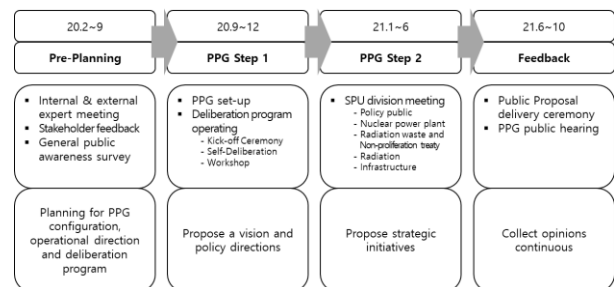 20.2~9
Pre-Planning
▪ Internal & external
expert meeting
▪ Stakeholder feedback
▪ General public
awareness survey
Planning for PPG
configuration,
operational direction
and deliberation
program
20.9~12
PPG Step 1
▪ PPG set-up
▪ Deliberation program
operating
- Kick-off Ceremony
- Self-Deliberation
- Workshop
Propose a vision and
policy directions
21.1~6
PPG Step 2
▪ SPU division meeting
- Policy public
- Nuclear power plant
- Radiation waste and
Non-proliferation treaty
- Radiation
- Infrastructure
Propose strategic
initiatives
21.6~10
Feedback
▪ Public Proposal
delivery ceremony
▪ PPG public hearing
Collect opinions
continuous